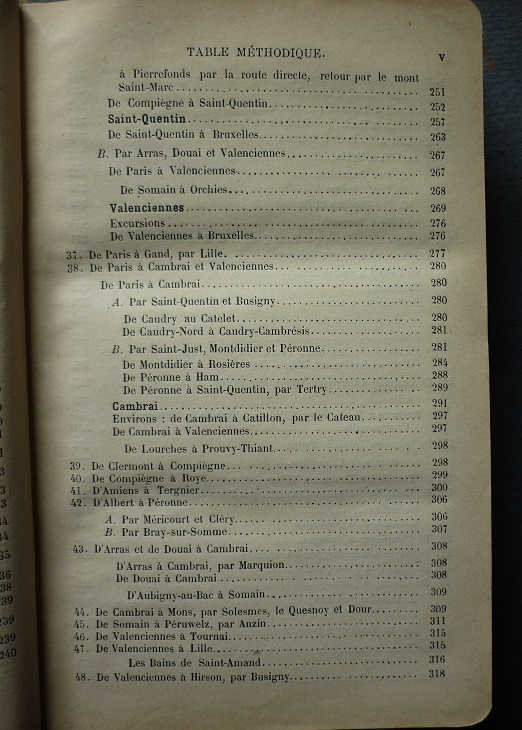 TABLE MÉTHODIQUE. V
à Pierrefonds par la route directe, retour par le mont
Saint-Marc 251
De Compiègne à Saint-Quentin 252
Saint-Quentin 257
De Saint-Quentin à Bruxelles 263
B. Par Arras, Douai et Valenciennes 267
De Paris à Valenciennes 267
De Somain à Orchies 268
Valenciennes 269
Excursions 276
De Valenciennes à Bruxelles 276
37. De Paris à Gand, par Lille 277
38. De Paris à Cambrai et Valenciennes 280
De Paris à Cambrai 280
A. Par Saint-Quentin et Busigny 280
De Caudry au Catelet 280
De Caudry-Nord à Caudry-Cambrésis 281
B. Par Saint-Just, Montdidier et Péronne 281
De Montdidier à Rosières 284
De Péronne à Ham 288
De Péronne à Saint-Quentin, par Tertry 289
Cambrai 291
Environs : de Cambrai à Catillon, par le Cateau 297
De Cambrai à Valenciennes 297
De Lourches à Prouvy-Thiant 298
39. De Clermont à Compiègne 298
40. De Compiègne à Roye 299
41. D'Amiens à Tergnier 300
42. D'Albert à Péronne 306
A. Par Méricourt et Cléry 306
B. Par Bray-sur-Somme 307
43. D'Arras et de Douai à Cambrai 308
D'Arras à Cambrai, par Marquion 308
De Douai à Cambrai 308
D'Aubigny-au-Bac à Somain 309
44. De Cambrai à Mons, par Solesmes, le Quesnoy et Dour 309
45. De Somain à Péruwelz, par Anzin 311
46. De Valenciennes à Tournai 315
47. De Valenciennes à Lille 315
Les Bains de Saint-Amand 316
48. De Valenciennes à Hirson, par Busigny 318